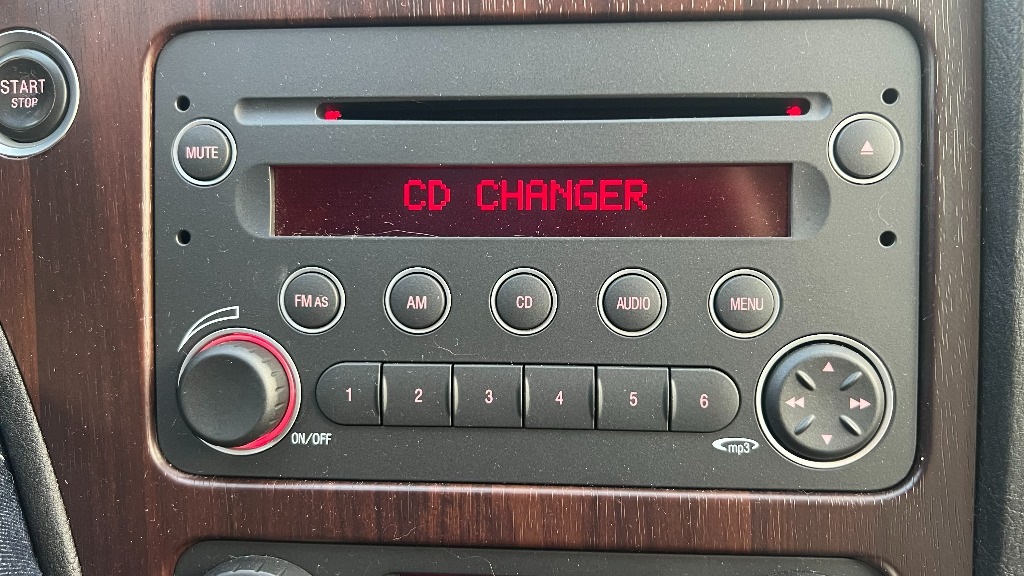 START
STOP
MUTE
CD CHANGER
FM AS
AM
CD
AUDIO
MENU
1 2 3 4 5 6
ON/OFF
mp3